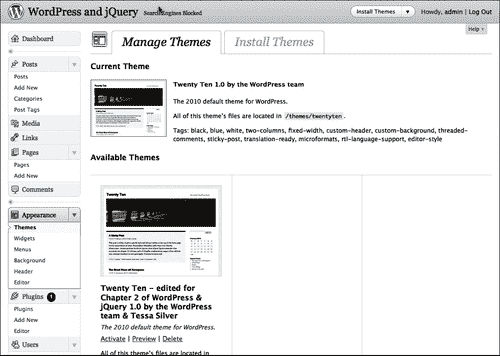 WordPress and jQuery Search Engines Blocked
Install Themes
Howdy, admin | Log Out
Help
Dashboard
Posts
Posts
Add New
Categories
Post Tags
Media
Links
Pages
Pages
Add New
Comments
Appearance
Themes
Widgets
Menus
Background
Header
Editor
Plugins 1
Plugins
Add New
Editor
Users
Manage Themes
Install Themes
Current Theme
Twenty Ten 1.0 by the WordPress team
The 2010 default theme for WordPress.
All of this theme's files are located in /themes/twentyten .
Tags: black, blue, white, two-columns, fixed-width, custom-header, custom-background, threaded-
comments, sticky-post, translation-ready, microformats, rtl-language-support, editor-style
Available Themes
Twenty Ten
Twenty Ten - edited for
Chapter 2 of WordPress &
jQuery 1.0 by the WordPress
team & Tessa Silver
The 2010 default theme for WordPress.
Activate | Preview | Delete
All of this theme's files are located in